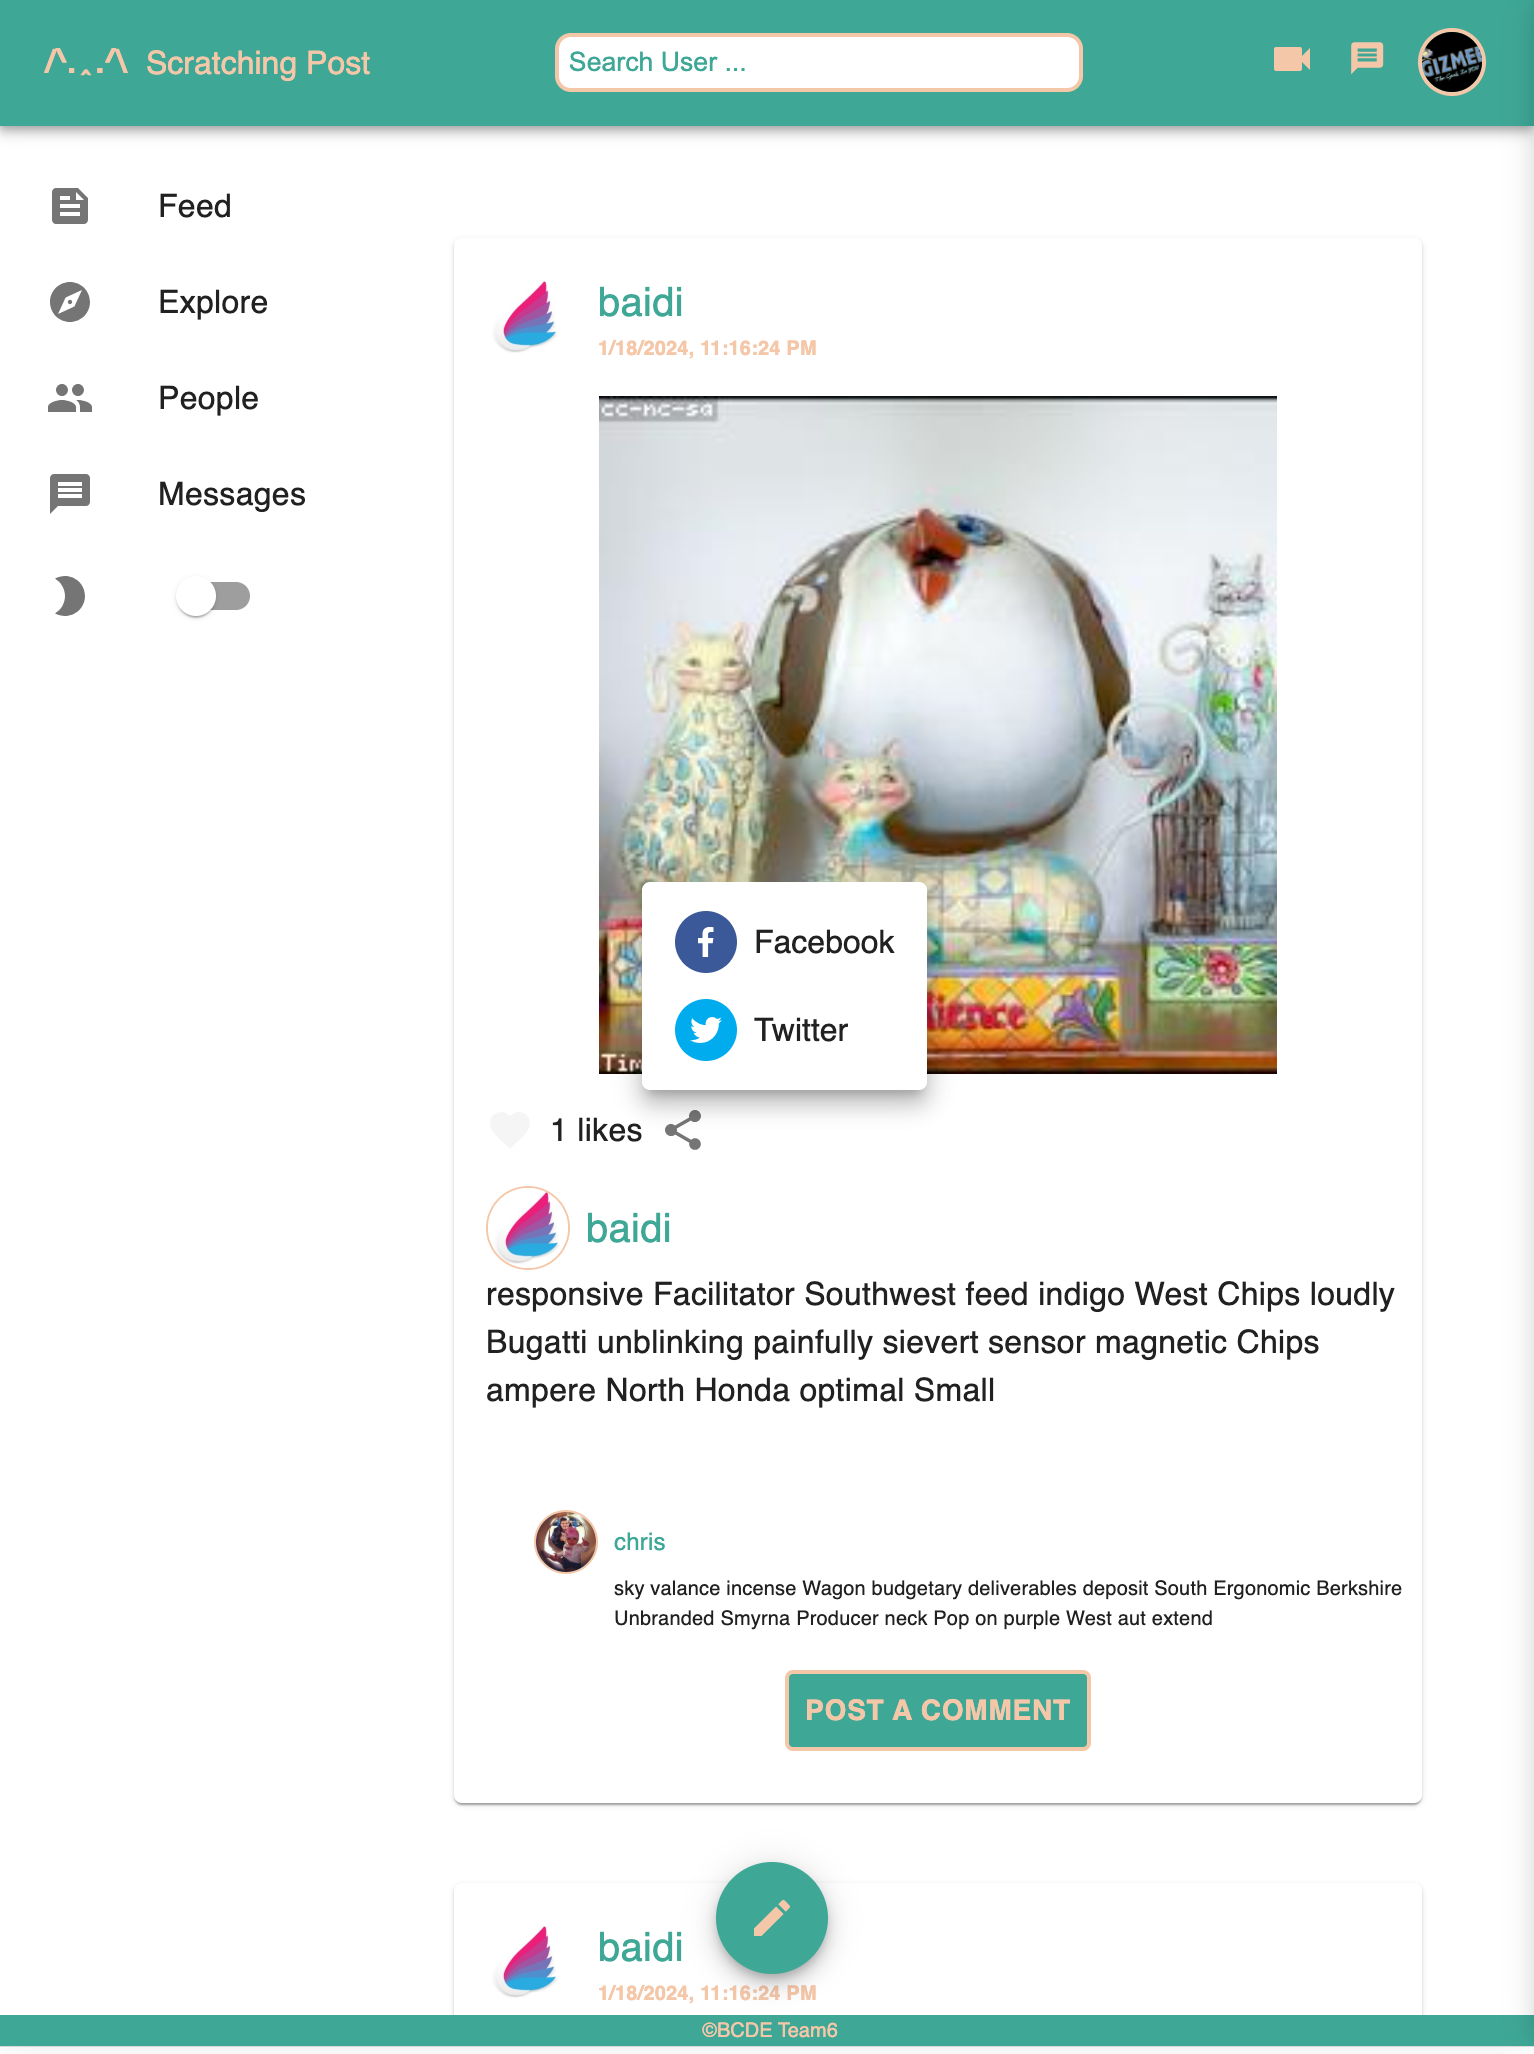 ^._.^ Scratching Post
Search User ...
GIZMEE
Feed
Explore
People
Messages
baidi
1/18/2024, 11:16:24 PM
cc-nc-sa
Facebook
Twitter
Tim
1 likes
baidi
responsive Facilitator Southwest feed indigo West Chips loudly
Bugatti unblinking painfully sievert sensor magnetic Chips
ampere North Honda optimal Small
chris
sky valance incense Wagon budgetary deliverables deposit South Ergonomic Berkshire
Unbranded Smyrna Producer neck Pop on purple West aut extend
POST A COMMENT
baidi
1/18/2024, 11:16:24 PM
©BCDE Team6